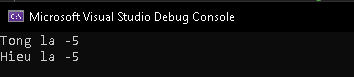 Microsoft Visual Studio Debug Console
Tong la -5
Hieu la -5